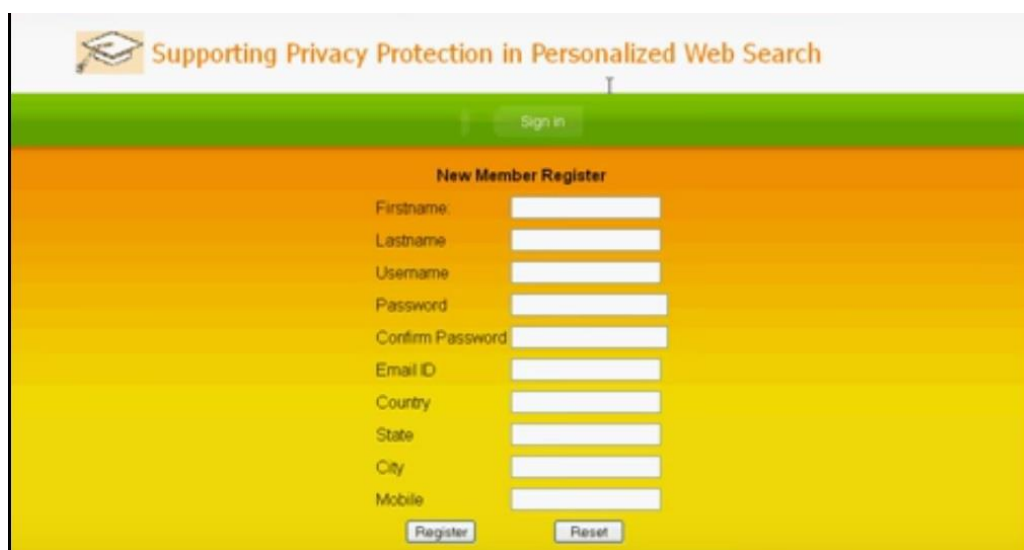 Supporting Privacy Protection in Personalized Web Search
Sign in
New Member Register
Firstname:
Lastname
Username
Password
Confirm Password
Email ID
Country
State
City
Mobile
Register Reset